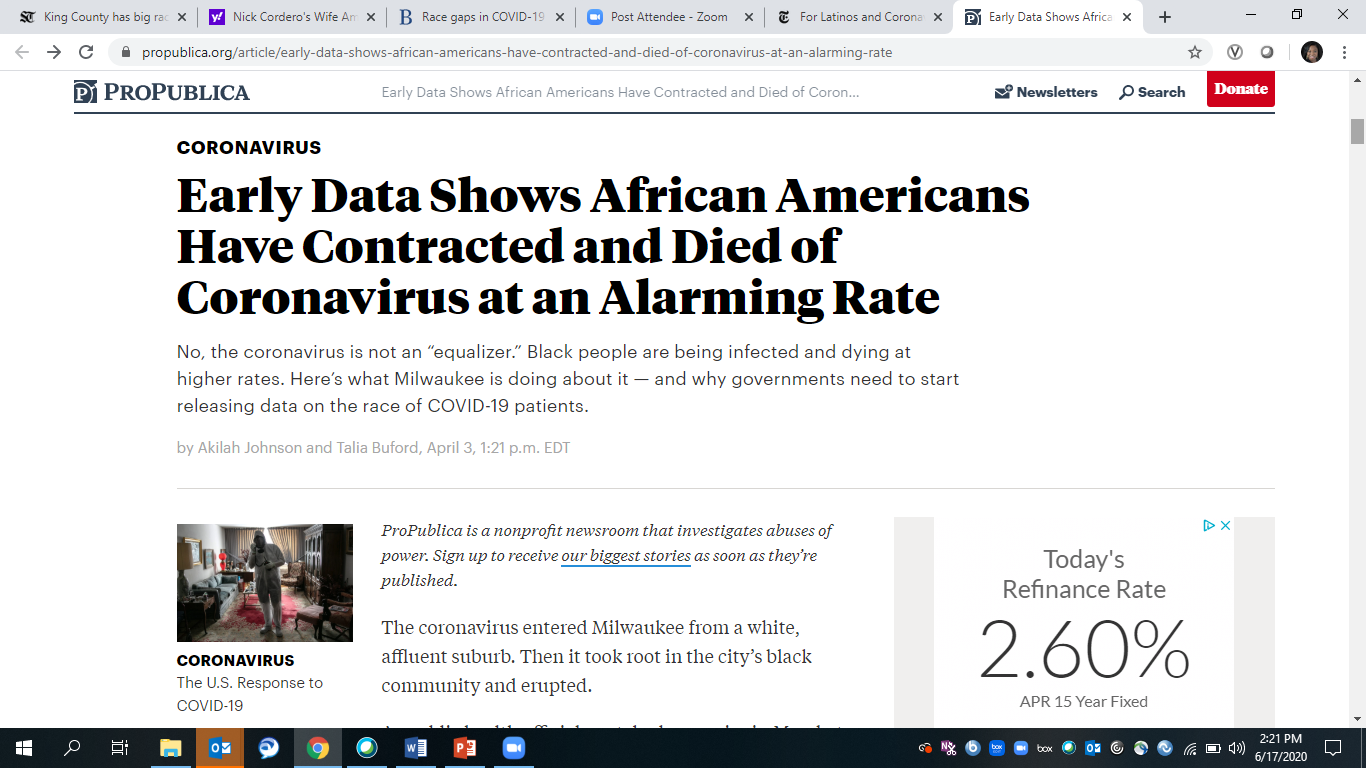 King County has big rac
Nick Cordero's Wife Am
Race gaps in COVID-19
Post Attendee - Zoom
For Latinos and Corona
Early Data Shows Africa
propublica.org/article/early-data-shows-african-americans-have-contracted-and-died-of-coronavirus-at-an-alarming-rate
PROPUBLICA
Early Data Shows African Americans Have Contracted and Died of Coron...
Newsletters
Search
Donate
CORONAVIRUS
Early Data Shows African Americans
Have Contracted and Died of
Coronavirus at an Alarming Rate
No, the coronavirus is not an “equalizer.” Black people are being infected and dying at
higher rates. Here’s what Milwaukee is doing about it — and why governments need to start
releasing data on the race of COVID-19 patients.
by Akilah Johnson and Talia Buford, April 3, 1:21 p.m. EDT
ProPublica is a nonprofit newsroom that investigates abuses of
power. Sign up to receive our biggest stories as soon as they’re
published.
The coronavirus entered Milwaukee from a white,
affluent suburb. Then it took root in the city’s black
community and erupted.
CORONAVIRUS
The U.S. Response to
COVID-19
Today's
Refinance Rate
2.60%
APR 15 Year Fixed
box
box
2:21 PM
6/17/2020